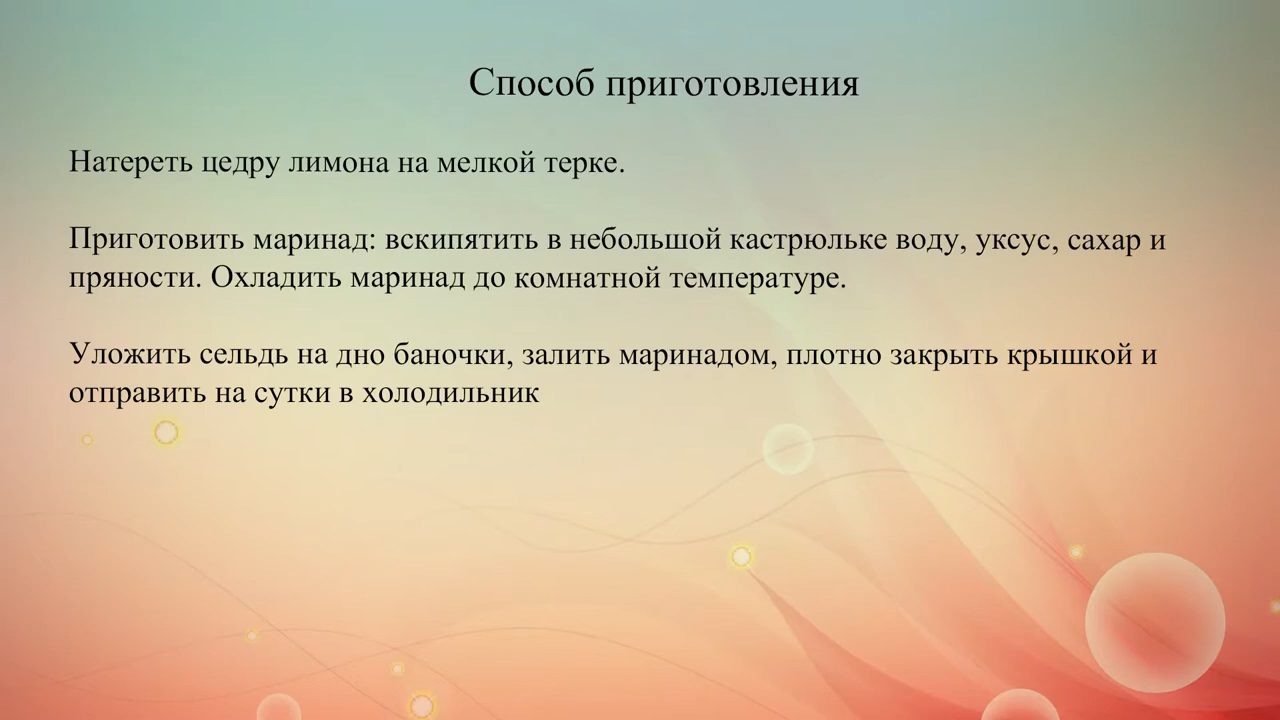 Способ приготовления
Натереть цедру лимона на мелкой терке.
Приготовить маринад: вскипятить в небольшой кастрюльке воду, уксус, сахар и
пряности. Охладить маринад до комнатной температуре.
Уложить сельдь на дно баночки, залить маринадом, плотно закрыть крышкой и
отправить на сутки в холодильник